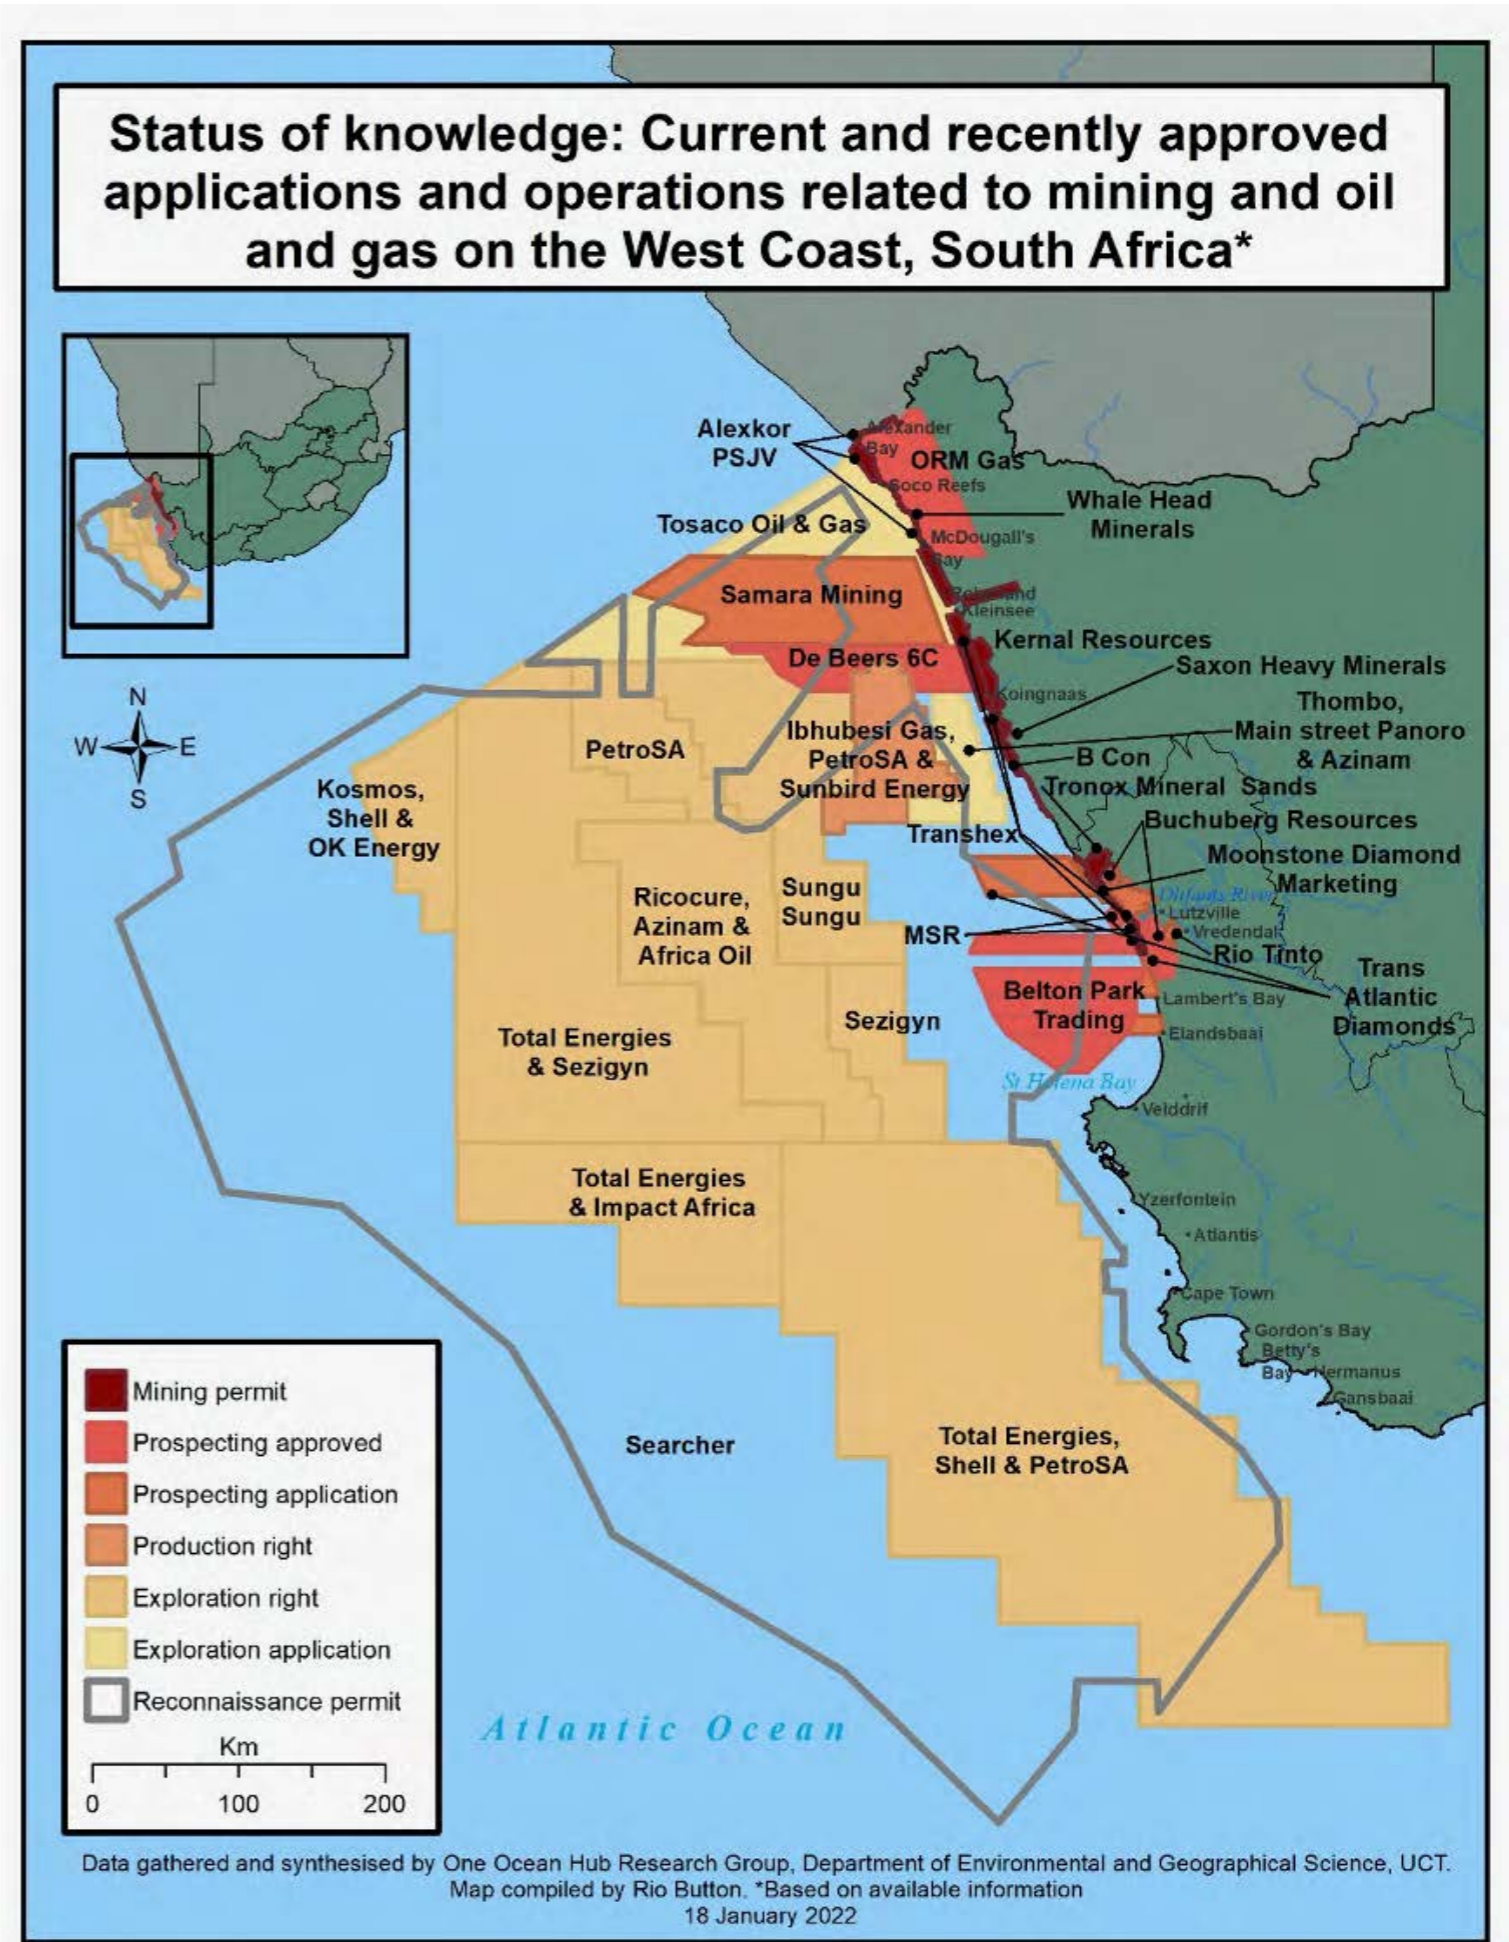 Status of knowledge: Current and recently approved
applications and operations related to mining and oil
and gas on the West Coast, South Africa*
Alexkor
PSJV
Alexander
Bay
ORM Gas
Soco Reefs
Whale Head
Minerals
Tosaco Oil & Gas
McDougall's
Bay
Samara Mining
Kleinsee
De Beers 6C
Kernal Resources
Saxon Heavy Minerals
Koingnaas
Thombo,
Main street Panoro
& Azinam
N
W
E
S
PetroSA
Ibhubesi Gas,
PetroSA &
Sunbird Energy
B Con
Tronox Mineral Sands
Kosmos,
Shell &
OK Energy
Buchuberg Resources
Transhex
Moonstone Diamond
Marketing
Ricocure,
Azinam &
Africa Oil
Sungu
Sungu
Olifants River
Lutzville
Vredendal
MSR
Rio Tinto
Trans
Atlantic
Diamonds
Belton Park
Trading
Lambert's Bay
Elandsbaai
Sezigyn
Total Energies
& Sezigyn
St Helena Bay
Velddrif
Total Energies
& Impact Africa
Yzerfontein
Atlantis
Cape Town
Gordon's Bay
Betty's
Bay
Hermanus
Gansbaai
Searcher
Total Energies,
Shell & PetroSA
Mining permit
Prospecting approved
Prospecting application
Production right
Exploration right
Exploration application
Reconnaissance permit
Km
0 100 200
Atlantic Ocean
Data gathered and synthesised by One Ocean Hub Research Group, Department of Environmental and Geographical Science, UCT.
Map compiled by Rio Button. *Based on available information
18 January 2022